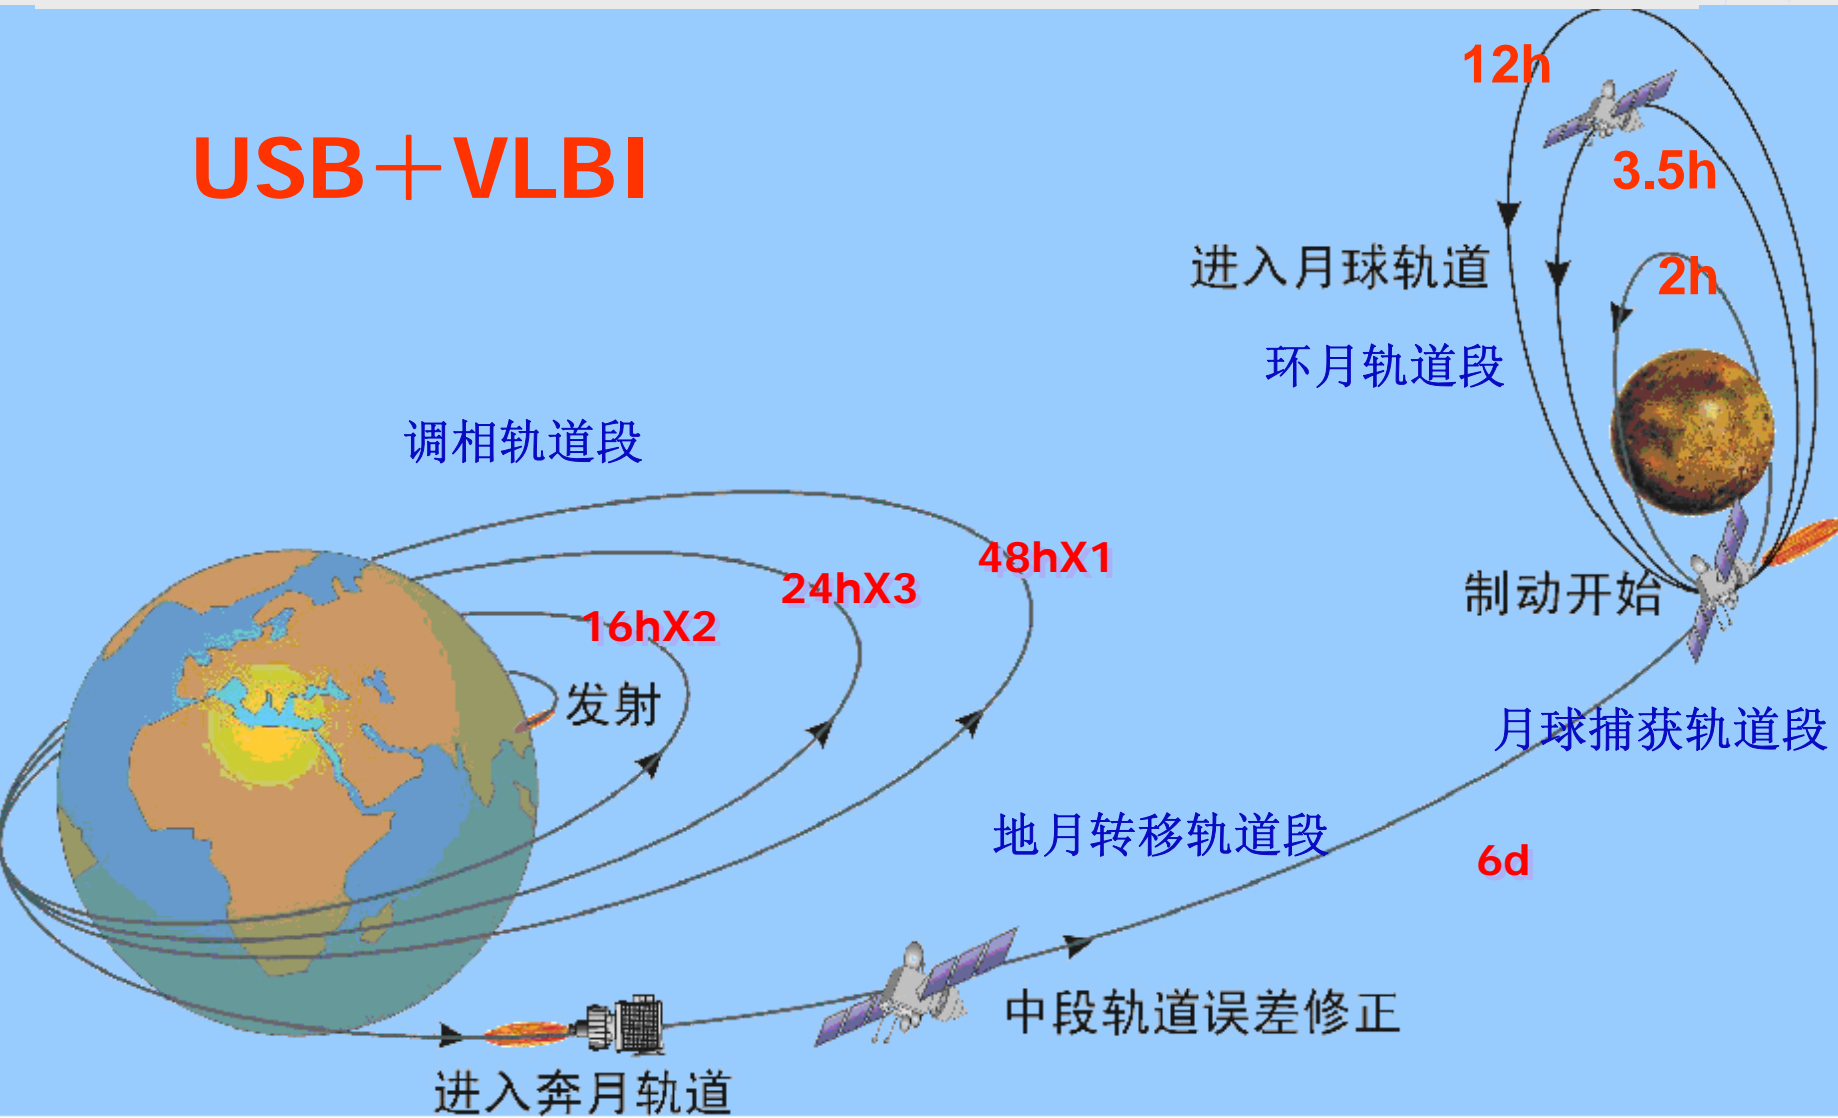 12h
USB＋VLBI
3.5h
进入月球轨道
2h
环月轨道段
调相轨道段
48hX1
24hX3
16hX2
制动开始
发射
月球捕获轨道段
地月转移轨道段
6d
中段轨道误差修正
进入奔月轨道